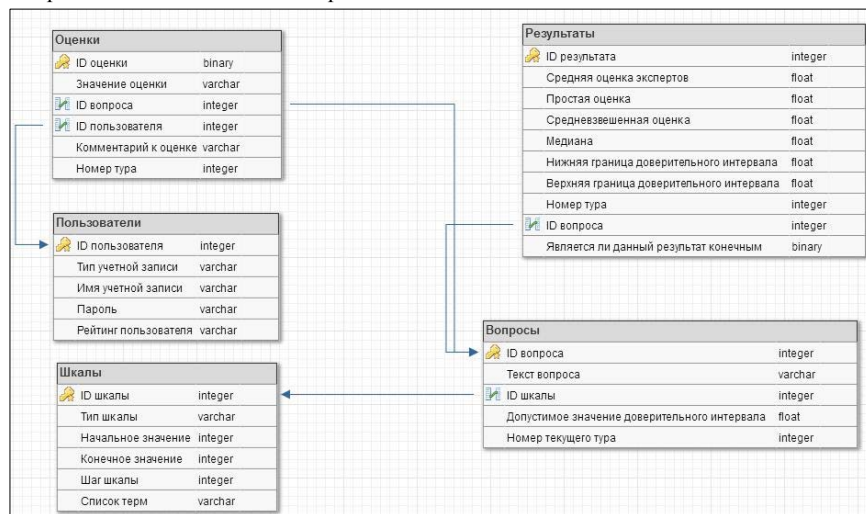 Оценки
ID оценки binary
Значение оценки varchar
ID вопроса integer
ID пользователя integer
Комментарий к оценке varchar
Номер тура integer
Пользователи
ID пользователя integer
Тип учетной записи varchar
Имя учетной записи varchar
Пароль varchar
Рейтинг пользователя varchar
Шкалы
ID шкалы integer
Тип шкалы varchar
Начальное значение integer
Конечное значение integer
Шаг шкалы integer
Список терм varchar
Результаты
ID результата integer
Средняя оценка экспертов float
Простая оценка float
Средневзвешенная оценка float
Медиана float
Нижняя граница доверительного интервала float
Верхняя граница доверительного интервала float
Номер тура integer
ID вопроса integer
Является ли данный результат конечным binary
Вопросы
ID вопроса integer
Текст вопроса varchar
ID шкалы integer
Допустимое значение доверительного интервала float
Номер текущего тура integer